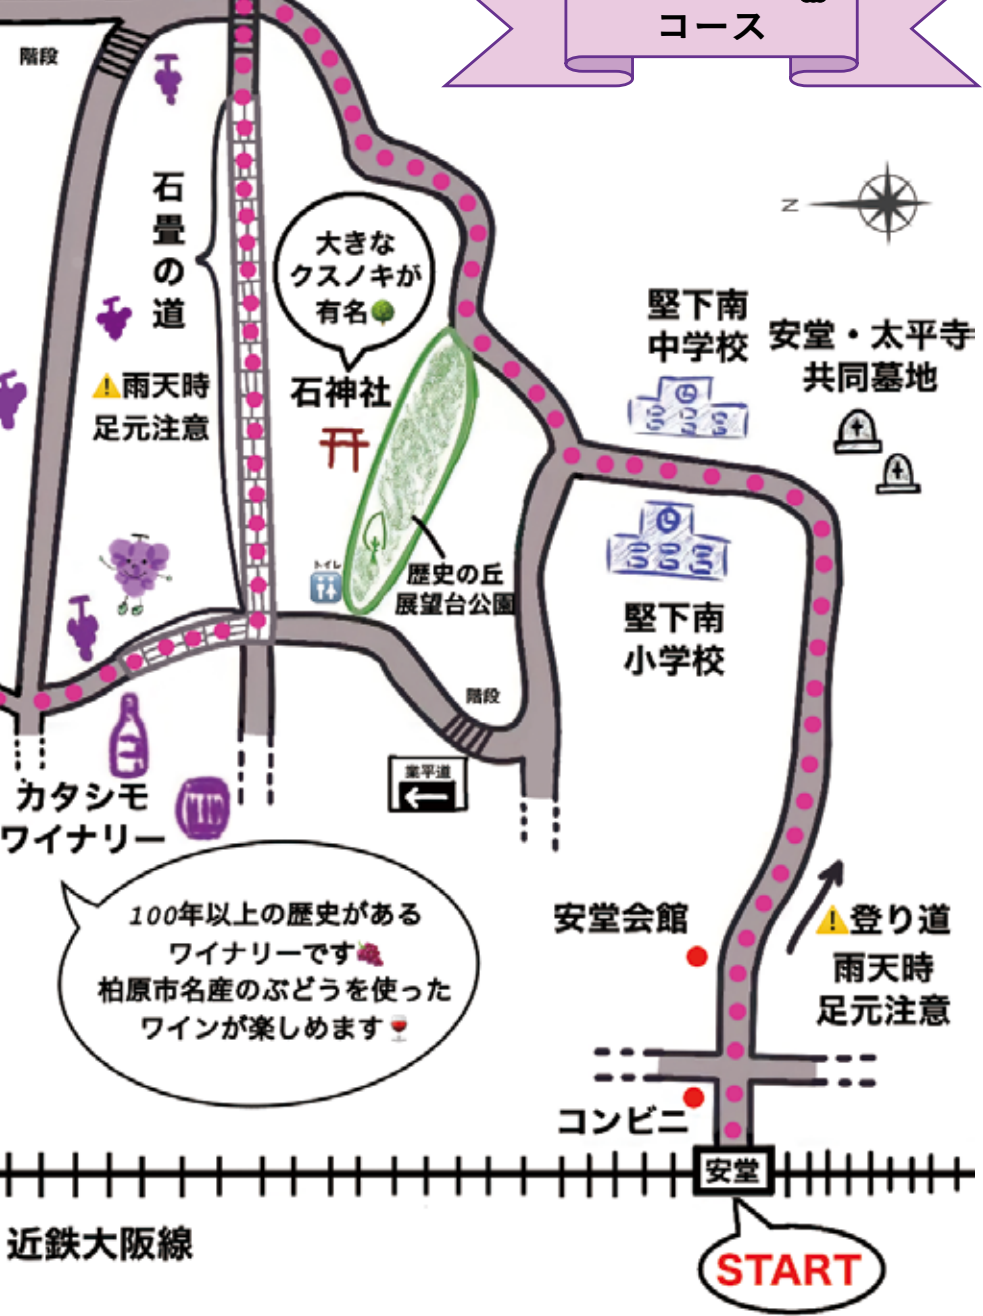 コース
階段
石畳の道
大きな
クスノキが
有名
N
堅下南
中学校
安堂・太平寺
共同墓地
⚠雨天時
足元注意
石神社
トイレ
歴史の丘
展望台公園
堅下南
小学校
階段
業平道
カタシモ
ワイナリー
100年以上の歴史がある
ワイナリーです
柏原市名産のぶどうを使った
ワインが楽しめます
安堂会館
⚠登り道
雨天時
足元注意
コンビニ
安堂
近鉄大阪線
START